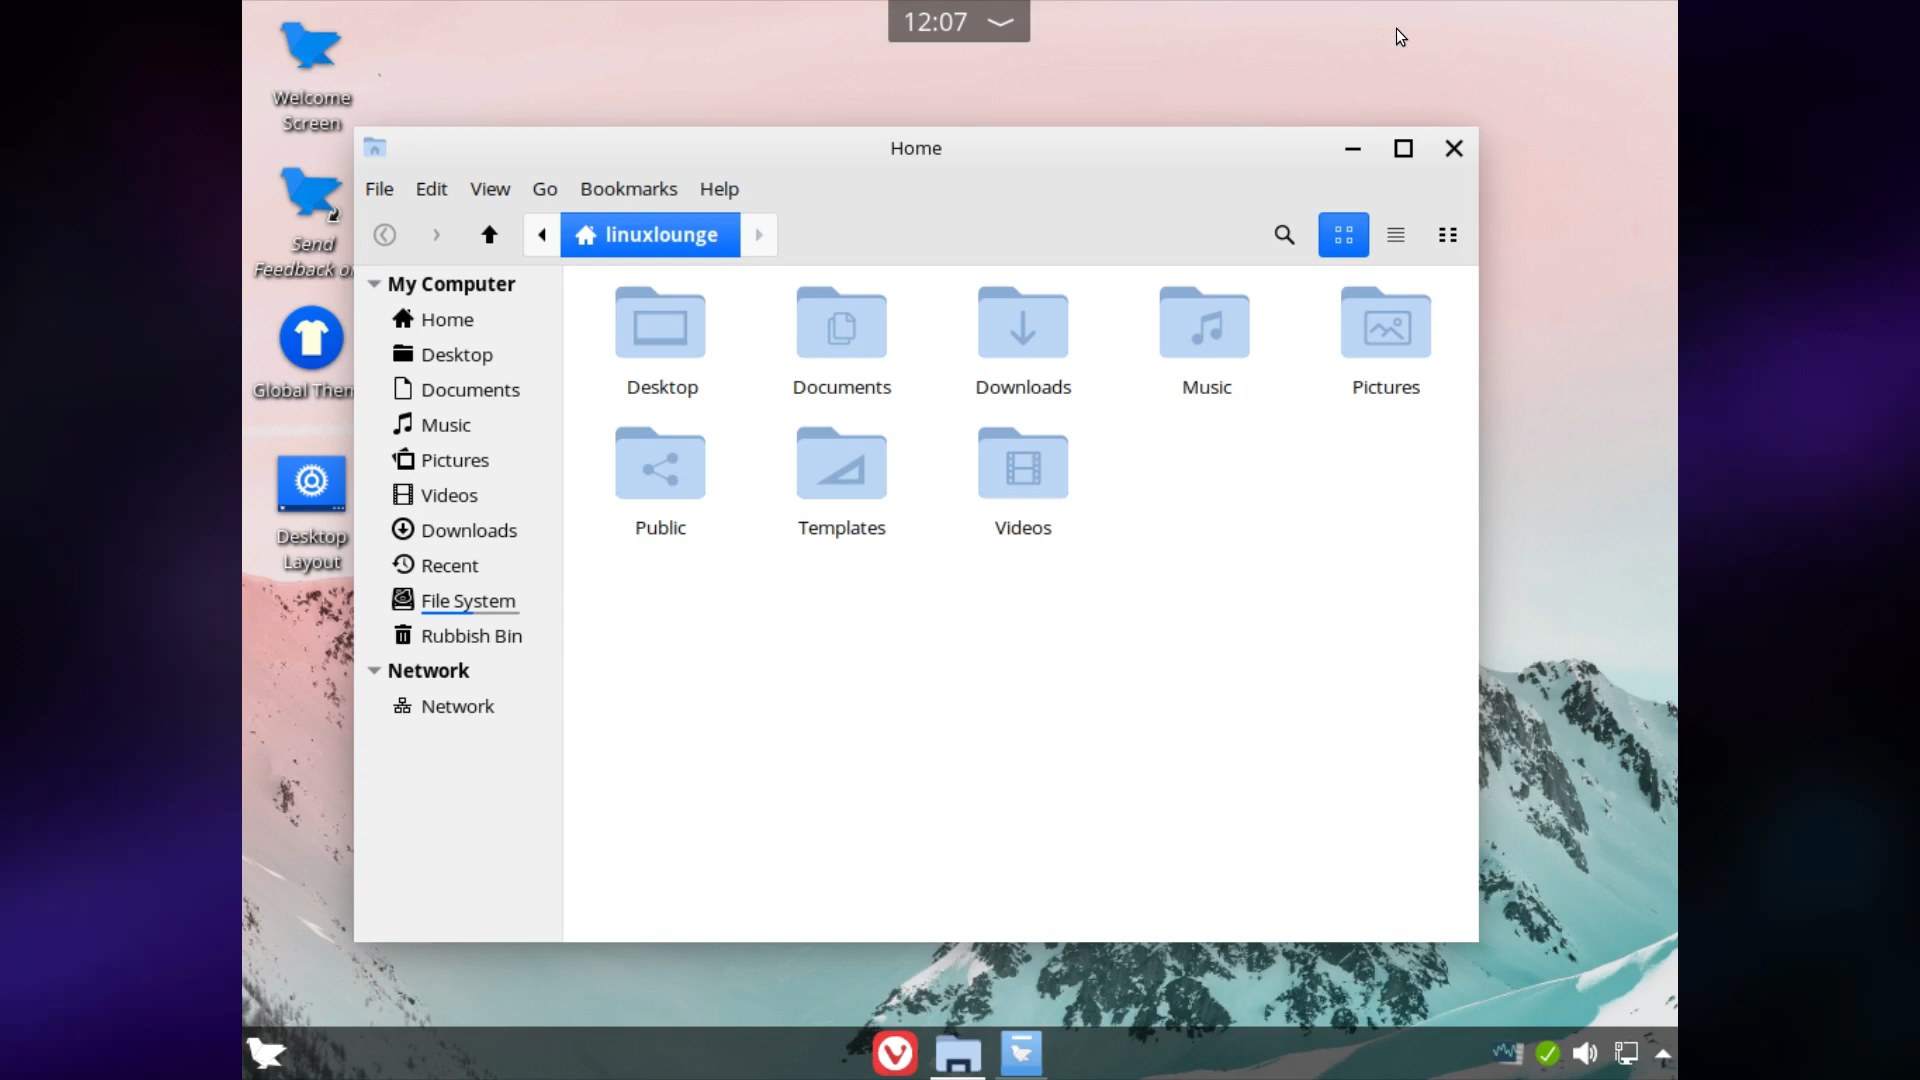 12:07
Welcome
Screen
Send
Feedback
Global
Desktop
Layout
Home
File Edit View Go Bookmarks Help
linuxlounge
My Computer
Home
Desktop
Documents
Music
Pictures
Videos
Downloads
Recent
File System
Rubbish Bin
Network
Network
Desktop Documents Downloads Music Pictures
Public Templates Videos